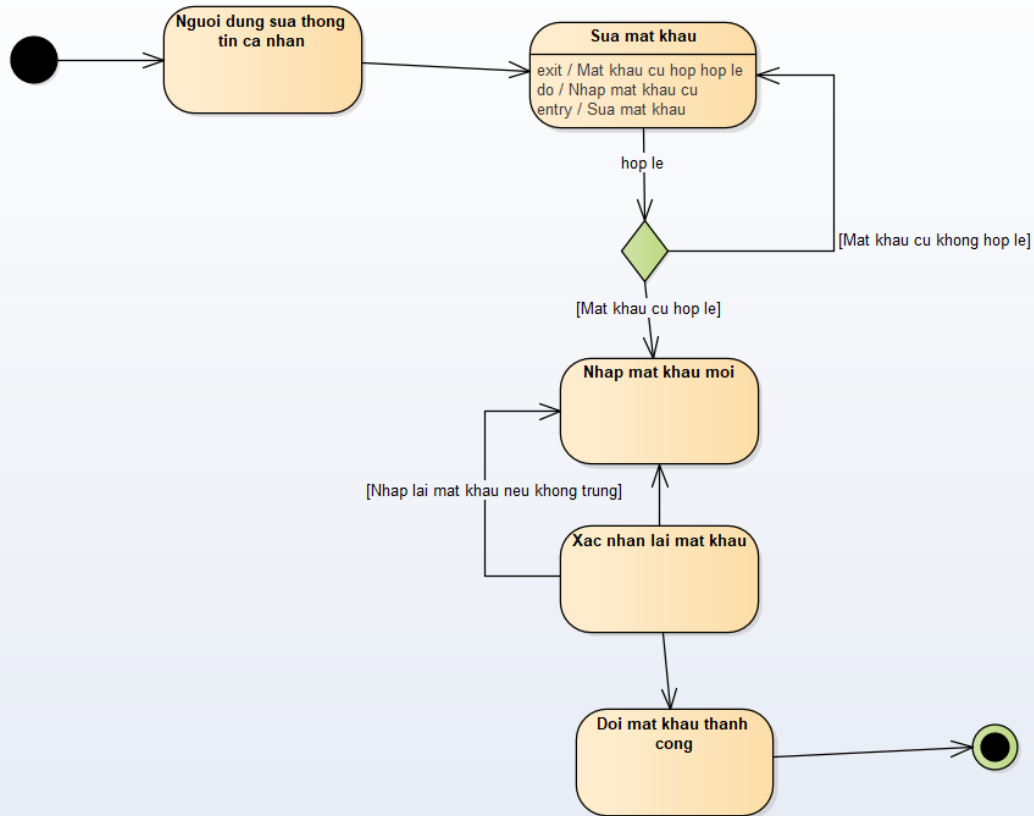 Nguoi dung sua thong
tin ca nhan
Sua mat khau
exit / Mat khau cu hop hop le
do / Nhap mat khau cu
entry / Sua mat khau
hop le
[Mat khau cu khong hop le]
[Mat khau cu hop le]
Nhap mat khau moi
[Nhap lai mat khau neu khong trung]
Xac nhan lai mat khau
Doi mat khau thanh
cong